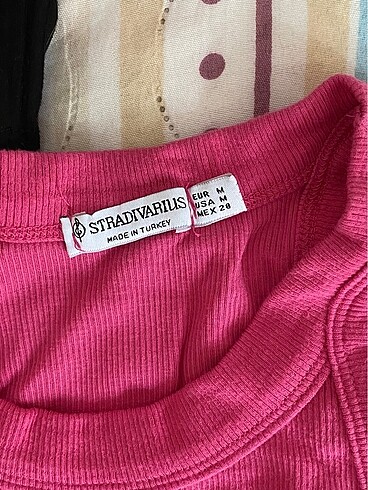 STRADIVARIUS
MADE IN TURKEY
EUR M
USA M
MEX 28